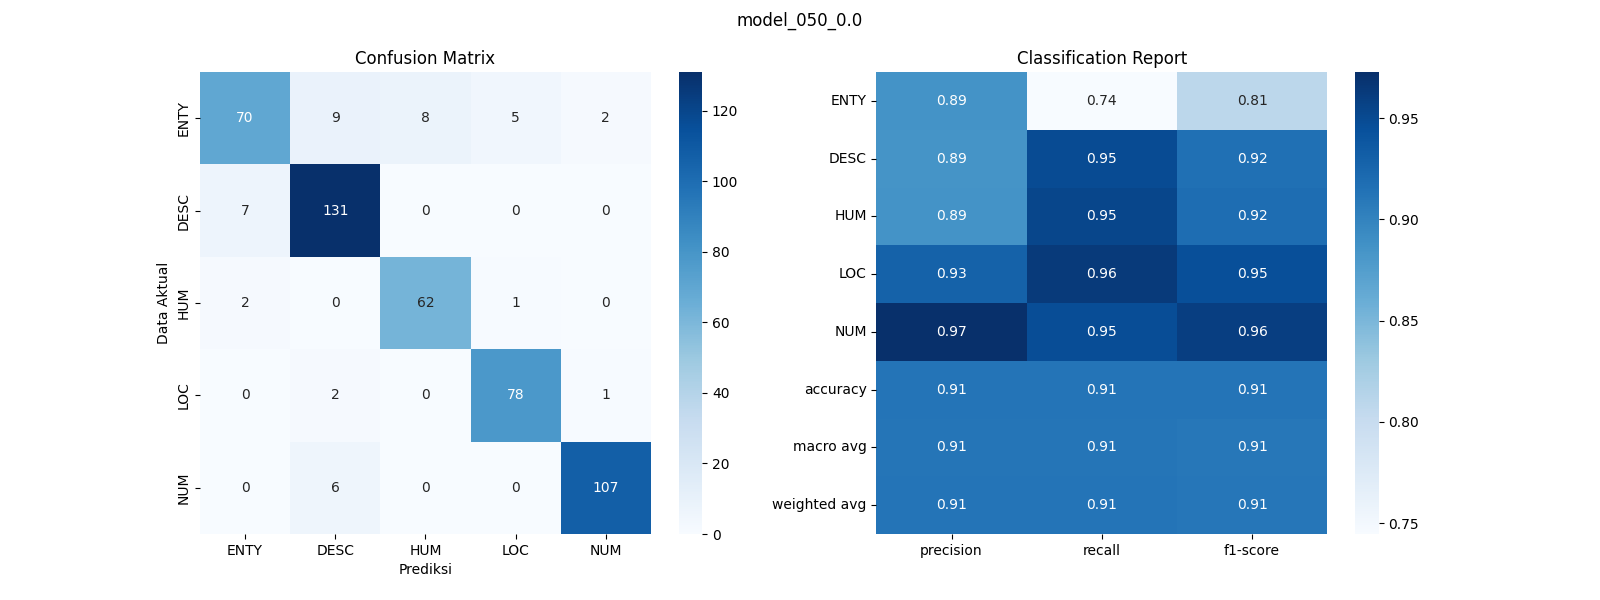 model_050_0.0
Confusion Matrix
Data Aktual
ENTY 70 9 8 5 2
DESC 7 131 0 0 0
HUM 2 0 62 1 0
LOC 0 2 0 78 1
NUM 0 6 0 0 107
ENTY DESC HUM LOC NUM
Prediksi
120
100
80
60
40
20
0
Classification Report
ENTY 0.89 0.74 0.81
DESC 0.89 0.95 0.92
HUM 0.89 0.95 0.92
LOC 0.93 0.96 0.95
NUM 0.97 0.95 0.96
accuracy 0.91 0.91 0.91
macro avg 0.91 0.91 0.91
weighted avg 0.91 0.91 0.91
precision recall f1-score
0.95
0.90
0.85
0.80
0.75